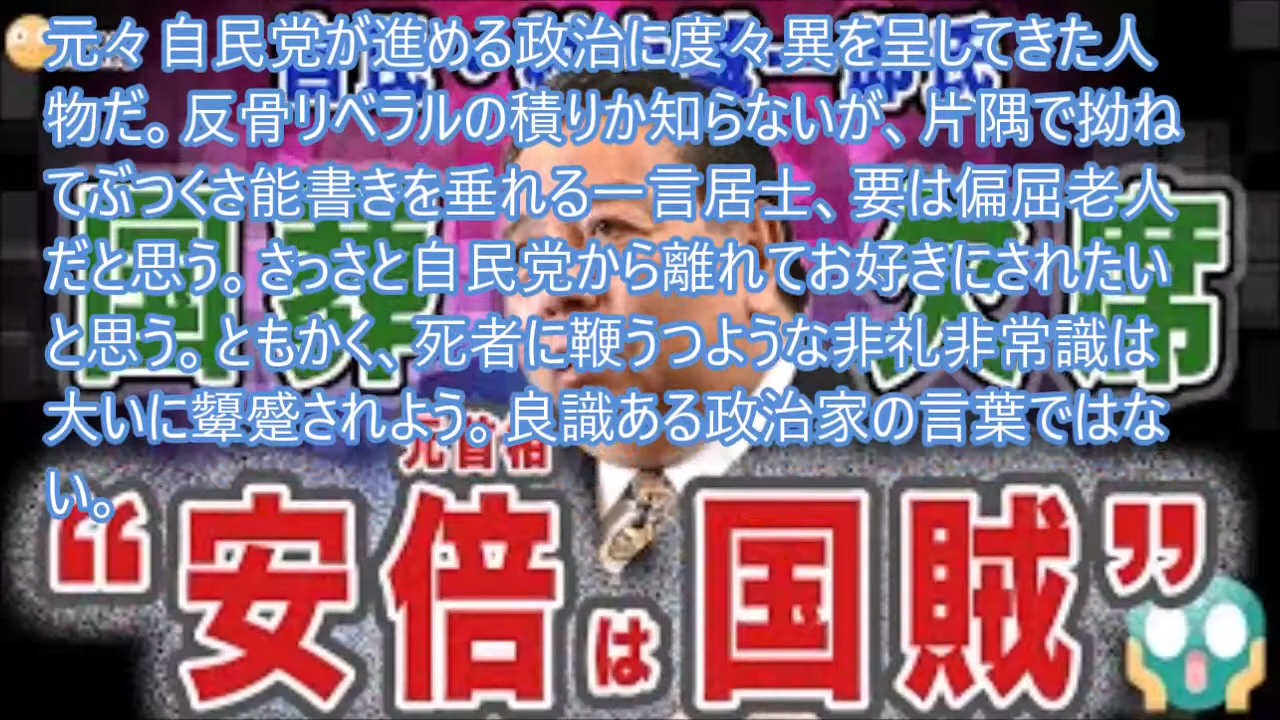 元々自民党が進める政治に度々異を呈してきた人
物だ。反骨リベラルの積りか知らないが、片隅で拗ね
てぶつくさ能書きを垂れる一言居士、要は偏屈老人
だと思う。さっさと自民党から離れてお好きにされたい
と思う。ともかく、死者に鞭うつような非礼非常識は
大いに顰蹙されよう。良識ある政治家の言葉ではな
い。
国葬 欠席
元首相
“安倍は国賊”